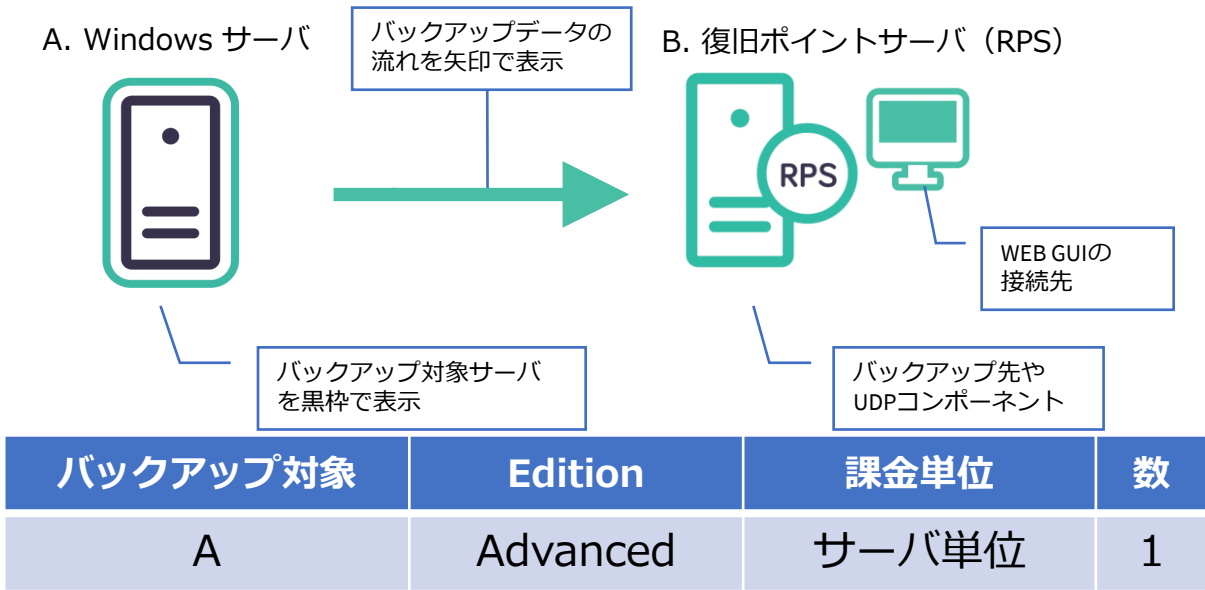 A. Windows サーバ
バックアップデータの
流れを矢印で表示
B. 復旧ポイントサーバ（RPS）
RPS
WEB GUIの
接続先
バックアップ対象サーバ
を黒枠で表示
バックアップ先や
UDPコンポーネント
バックアップ対象 Edition 課金単位 数
A Advanced サーバ単位 1